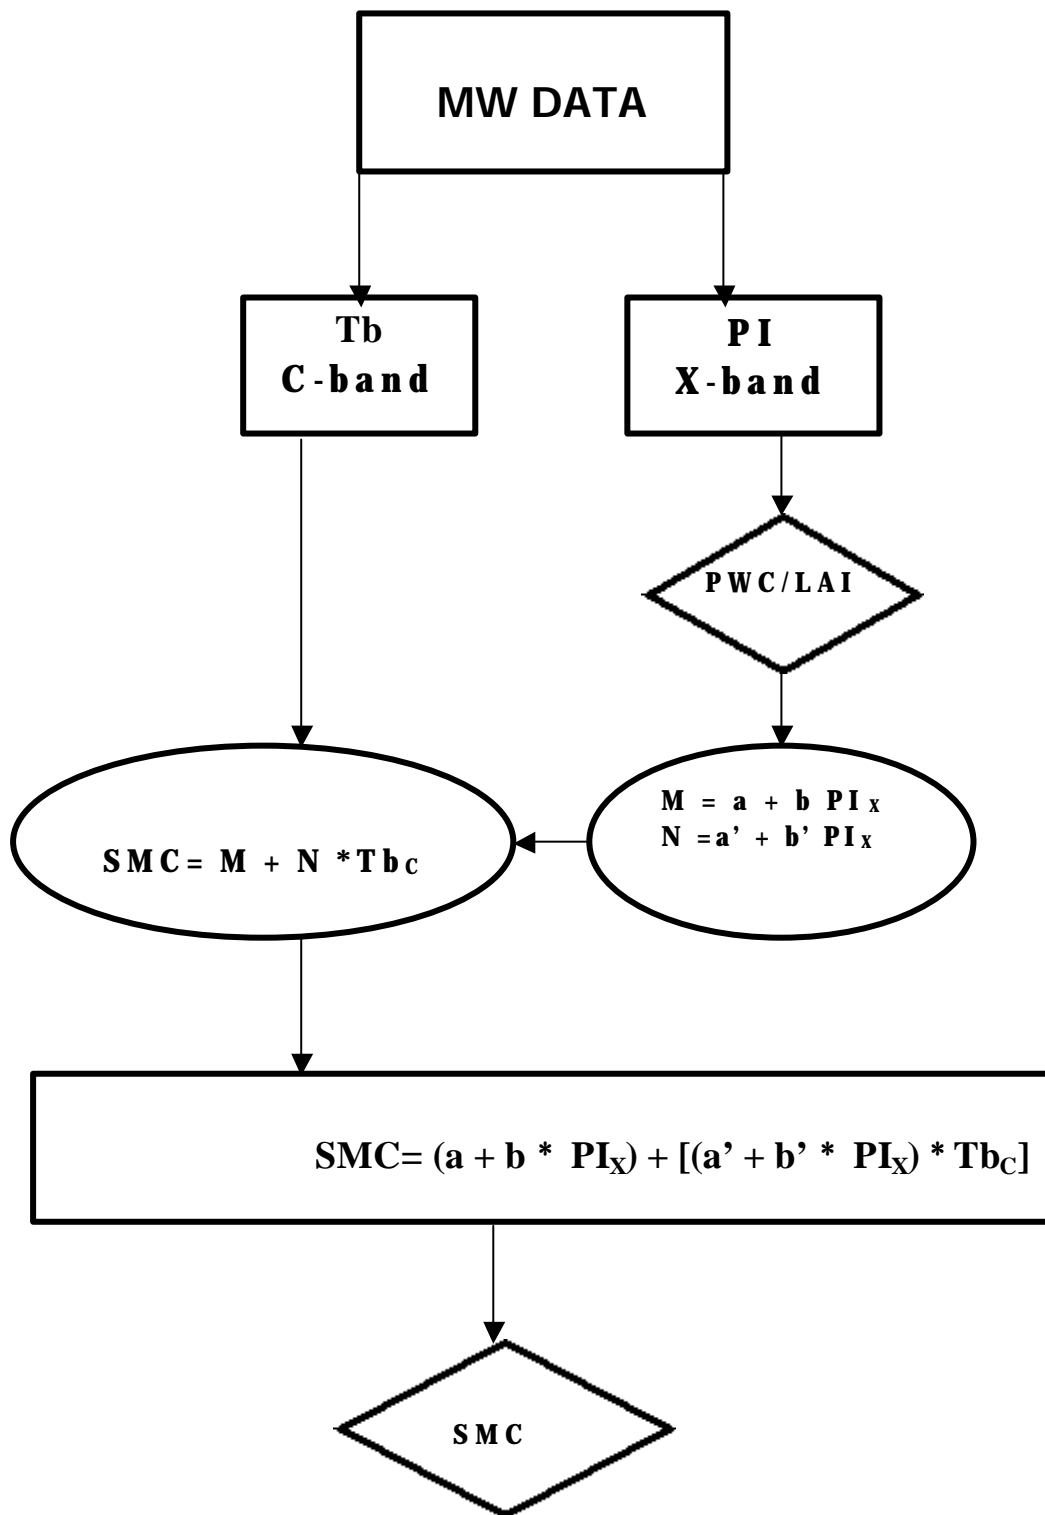 MW DATA
Tb
C-band
PI
X-band
PWC/LAI
M = a + b PIX
N =a’ + b’ PIX
SMC= M + N *TbC
SMC= (a + b * PIX) + [(a’ + b’ * PIX) * TbC]
SMC